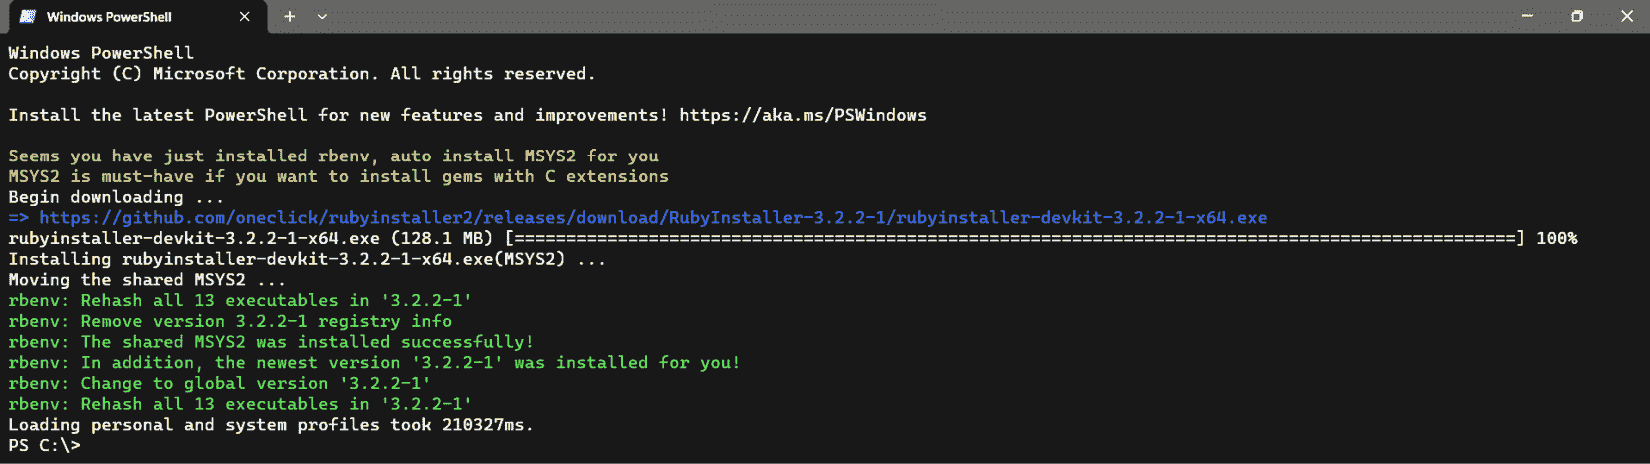 Windows PowerShell
Windows PowerShell
Copyright (C) Microsoft Corporation. All rights reserved.
Install the latest PowerShell for new features and improvements! https://aka.ms/PSWindows
Seems you have just installed rbenv, auto install MSYS2 for you
MSYS2 is must-have if you want to install gems with C extensions
Begin downloading ...
=> https://github.com/oneclick/rubyinstaller2/releases/download/RubyInstaller-3.2.2-1/rubyinstaller-devkit-3.2.2-1-x64.exe
rubyinstaller-devkit-3.2.2-1-x64.exe (128.1 MB) [=================================================================================================] 100%
Installing rubyinstaller-devkit-3.2.2-1-x64.exe(MSYS2) ...
Moving the shared MSYS2 ...
rbenv: Rehash all 13 executables in '3.2.2-1'
rbenv: Remove version 3.2.2-1 registry info
rbenv: The shared MSYS2 was installed successfully!
rbenv: In addition, the newest version '3.2.2-1' was installed for you!
rbenv: Change to global version '3.2.2-1'
rbenv: Rehash all 13 executables in '3.2.2-1'
Loading personal and system profiles took 210327ms.
PS C:\>